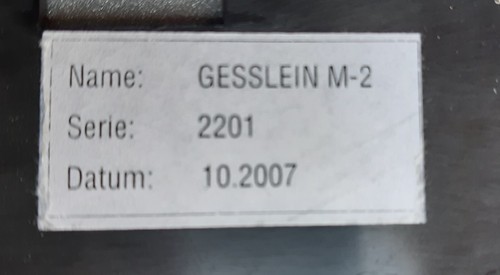 Name: GESSLEIN M-2
Serie: 2201
Datum: 10.2007